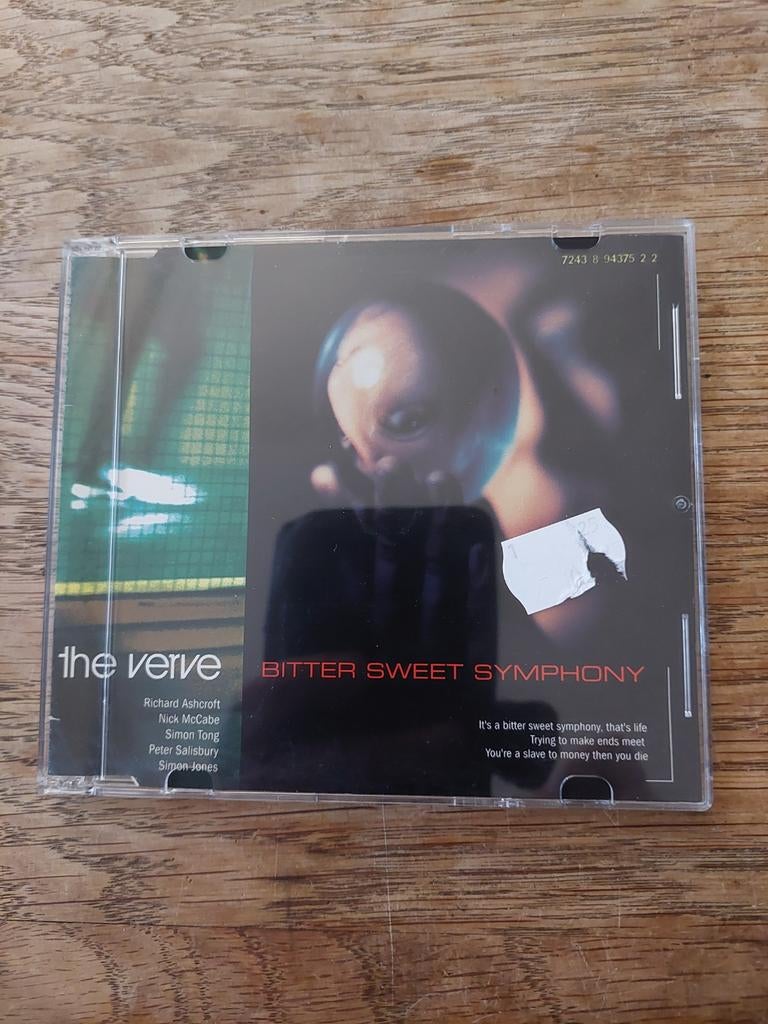 7243 8 94375 2 2
the verve
BITTER SWEET SYMPHONY
Richard Ashcroft
Nick McCabe
Simon Tong
Peter Salisbury
Simon Jones
It's a bitter sweet symphony, that's life
Trying to make ends meet
You're a slave to money then you die